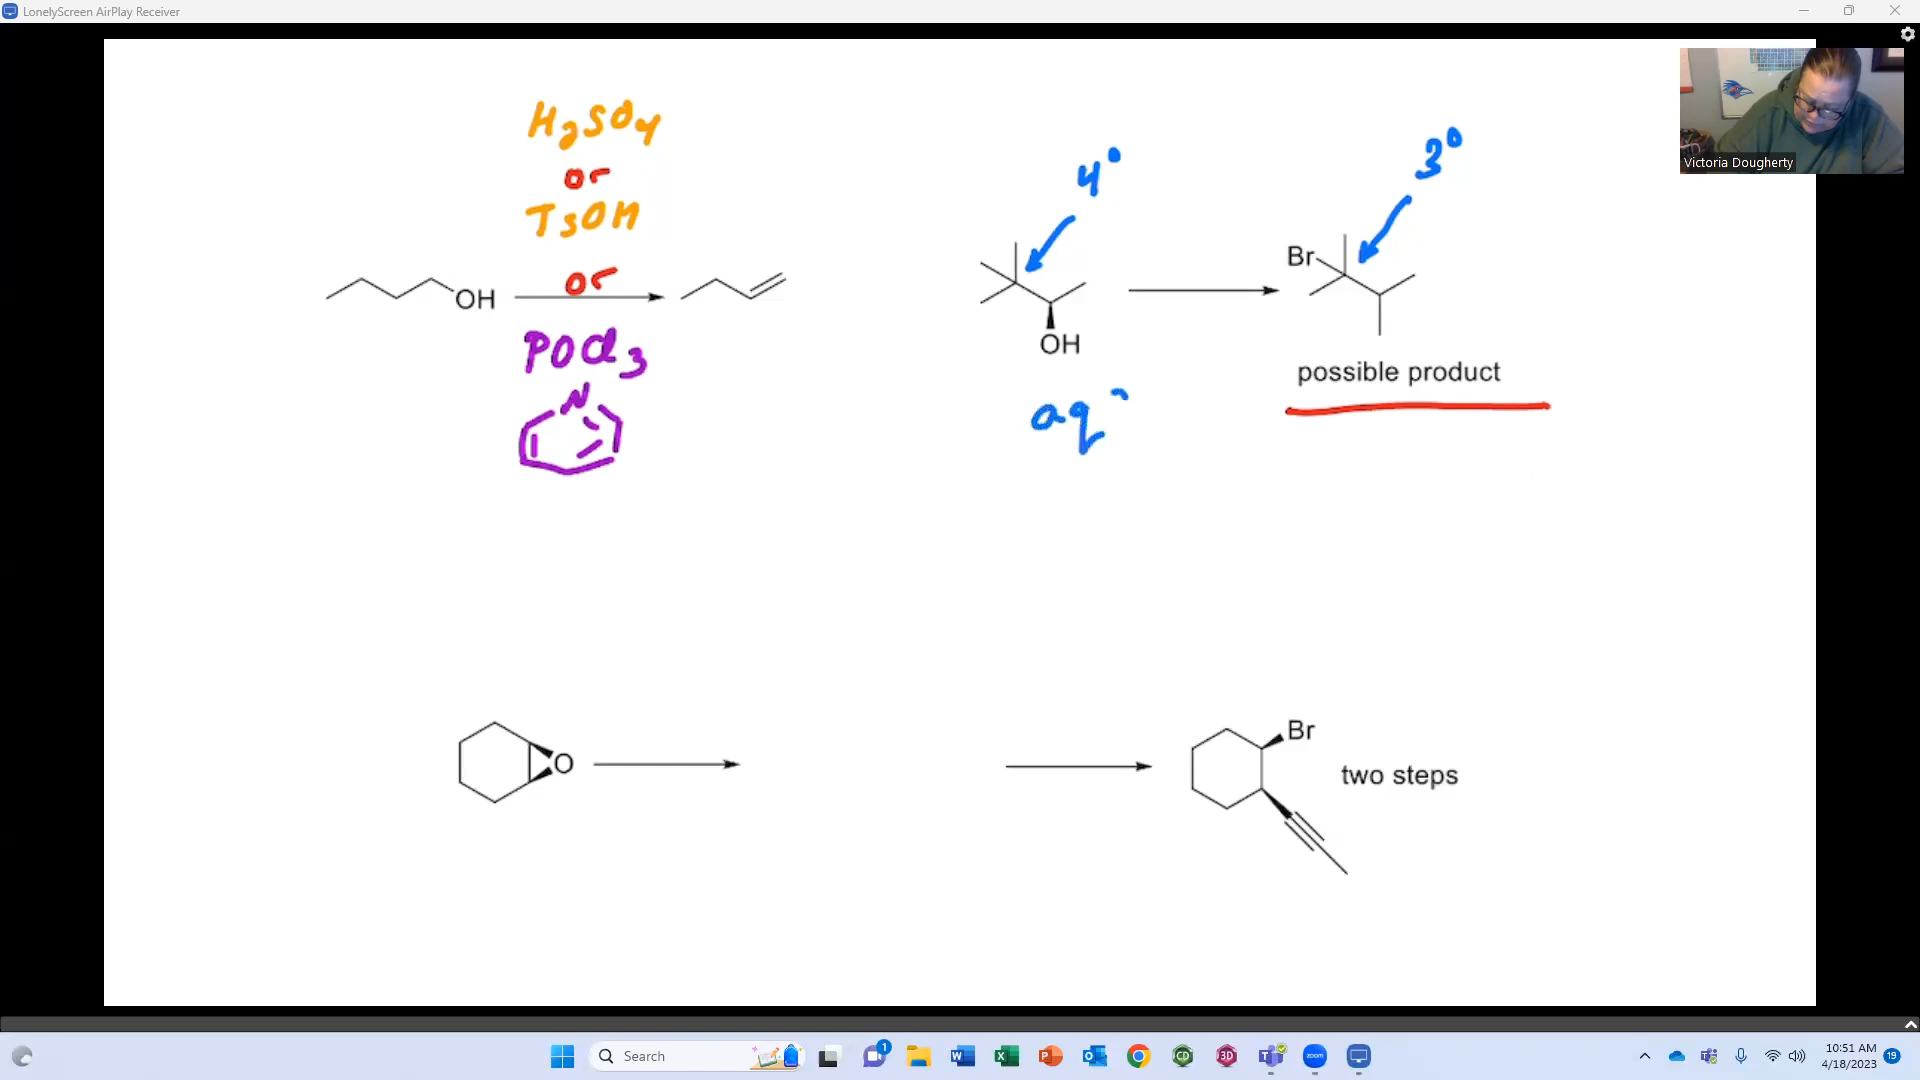 LonelyScreen AirPlay Receiver
Victoria Dougherty
H2SO4
or
TsOH
or
POCl3
N
OH
4°
OH
aq
3°
Br
possible product
O
Br
two steps
Search
1
10:51 AM
4/18/2023
19